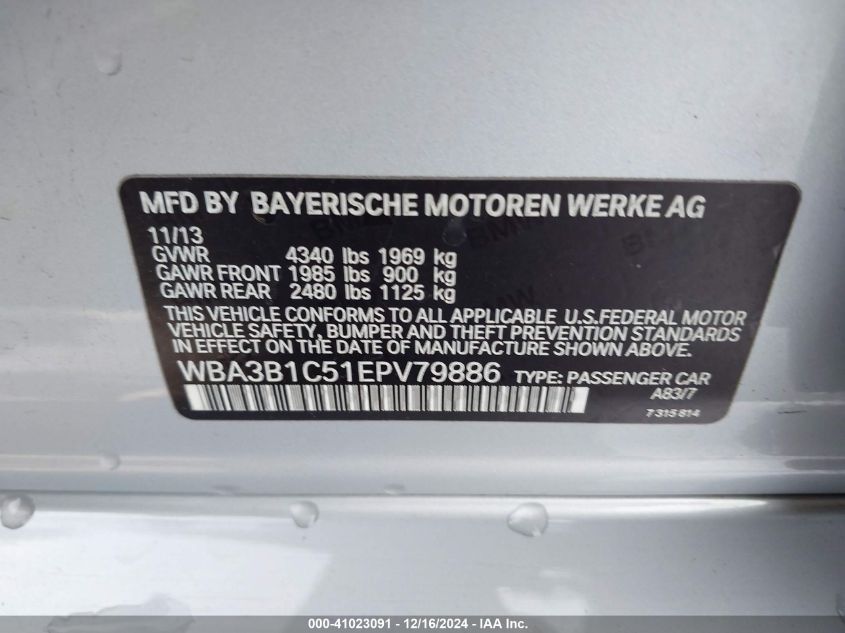 MFD BY BAYERISCHE MOTOREN WERKE AG
11/13
GVWR 4340 lbs 1969 kg
GAWR FRONT 1985 lbs 900 kg
GAWR REAR 2480 lbs 1125 kg
THIS VEHICLE CONFORMS TO ALL APPLICABLE U.S.FEDERAL MOTOR
VEHICLE SAFETY, BUMPER AND THEFT PREVENTION STANDARDS
IN EFFECT ON THE DATE OF MANUFACTURE SHOWN ABOVE.
WBA3B1C51EPV79886 TYPE: PASSENGER CAR
A83/7
7 315 814
000-41023091 - 12/16/2024 - IAA, Inc.